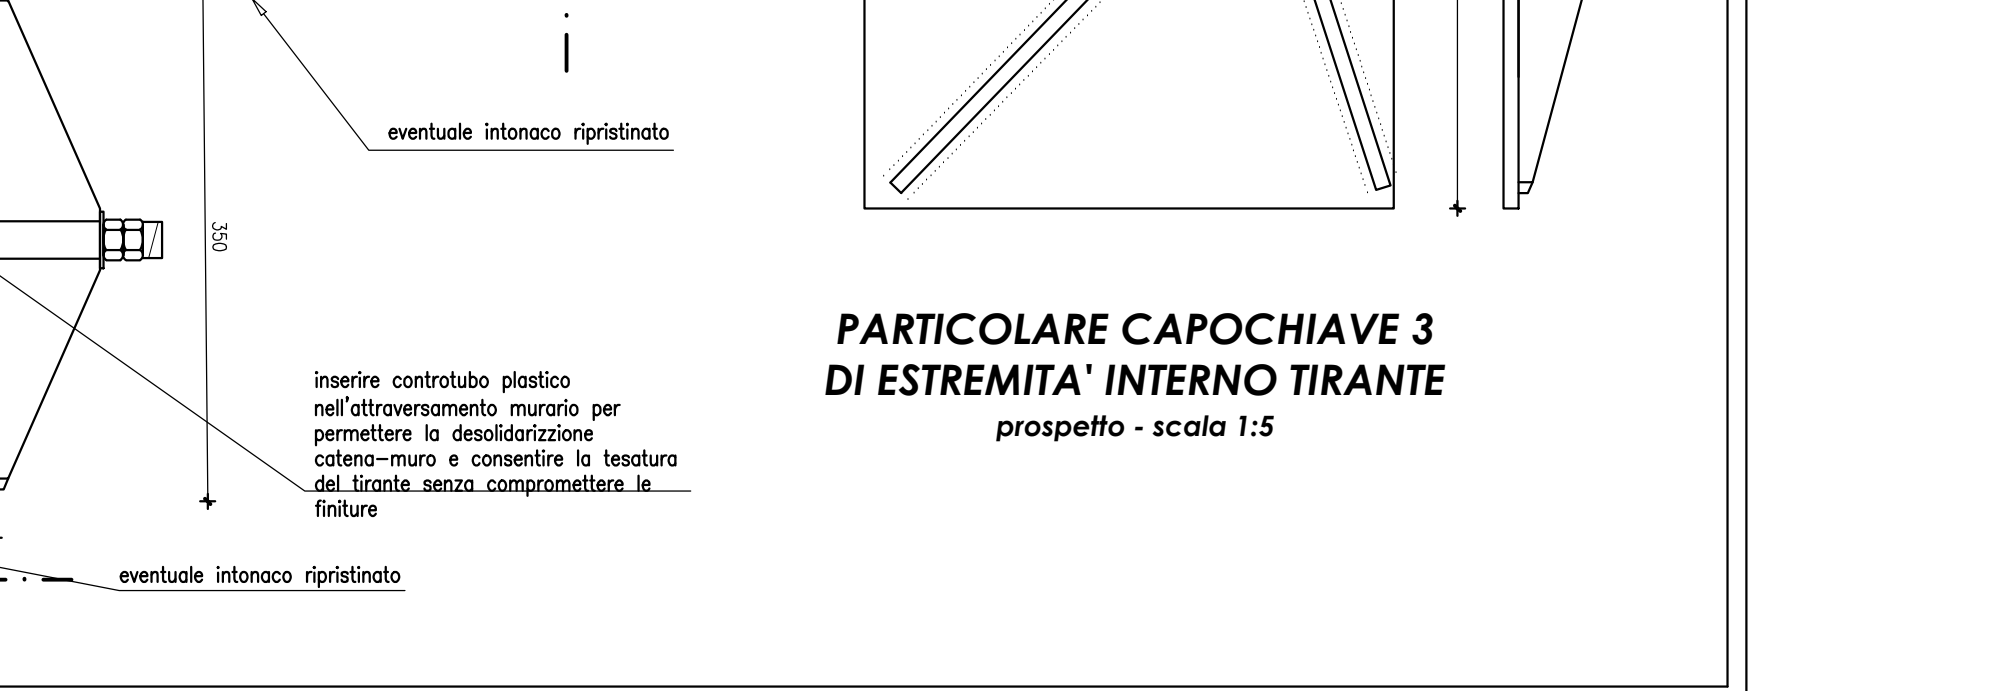 eventuale intonaco ripristinato
350
inserire controtubo plastico
nell'attraversamento murario per
permettere la desolidarizzione
catena-muro e consentire la tesatura
del tirante senza compromettere le
finiture
eventuale intonaco ripristinato
PARTICOLARE CAPOCHIAVE 3
DI ESTREMITA' INTERNO TIRANTE
prospetto - scala 1:5